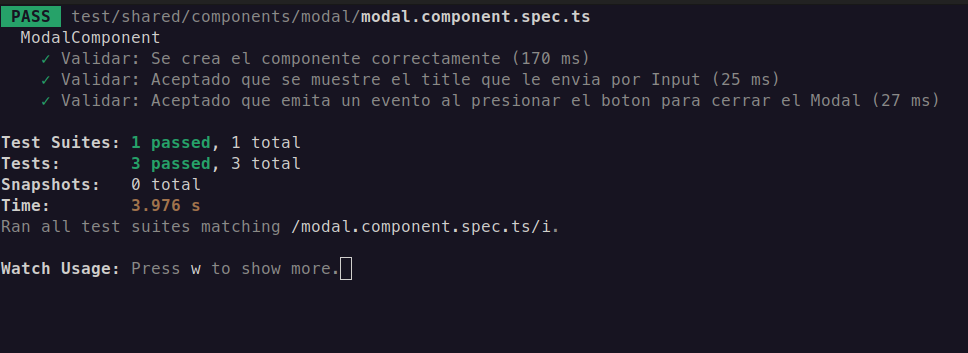 PASS test/shared/components/modal/modal.component.spec.ts
ModalComponent
✓ Validar: Se crea el componente correctamente (170 ms)
✓ Validar: Aceptado que se muestre el title que le envia por Input (25 ms)
✓ Validar: Aceptado que emita un evento al presionar el boton para cerrar el Modal (27 ms)
Test Suites: 1 passed, 1 total
Tests: 3 passed, 3 total
Snapshots: 0 total
Time: 3.976 s
Ran all test suites matching /modal.component.spec.ts/i.
Watch Usage: Press w to show more.